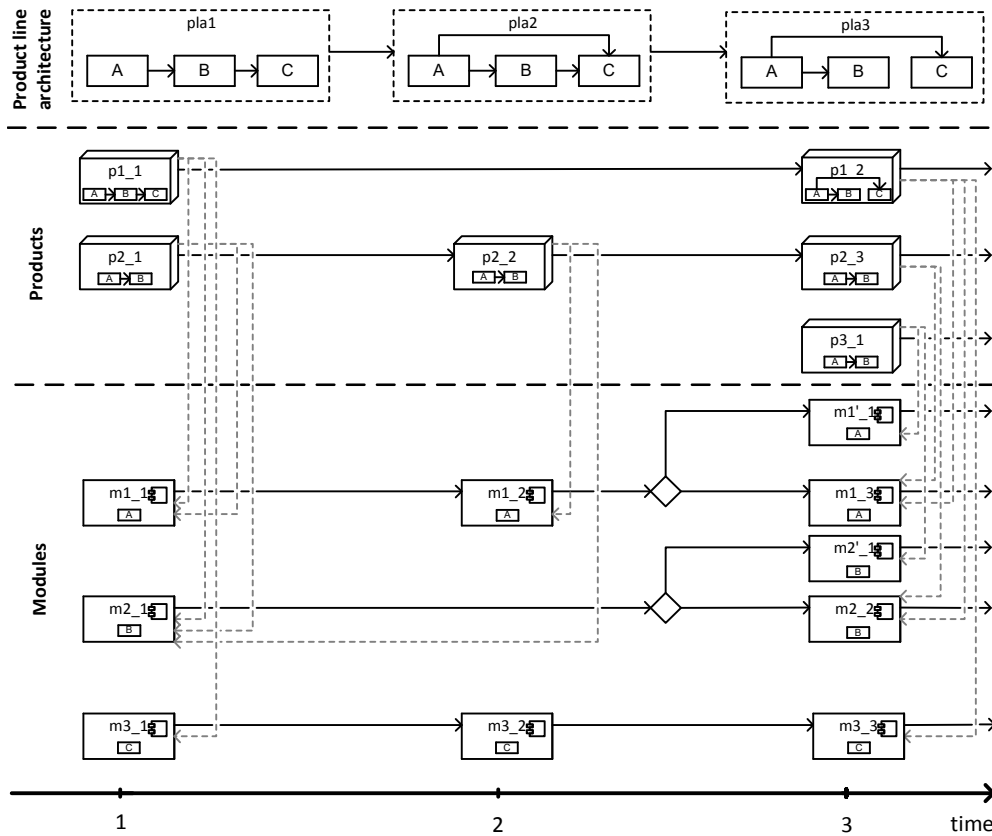 Product line
architecture
pla1
A B C
pla2
A B C
pla3
A B C
Products
p1_1
A B C
p1_2
A B C
p2_1
A B
p2_2
A B
p2_3
A B
p3_1
A B
Modules
m1'_1
A
m1_1
A
m1_2
A
m1_3
A
m2'_1
B
m2_1
B
m2_2
B
m3_1
C
m3_2
C
m3_3
C
1 2 3 time